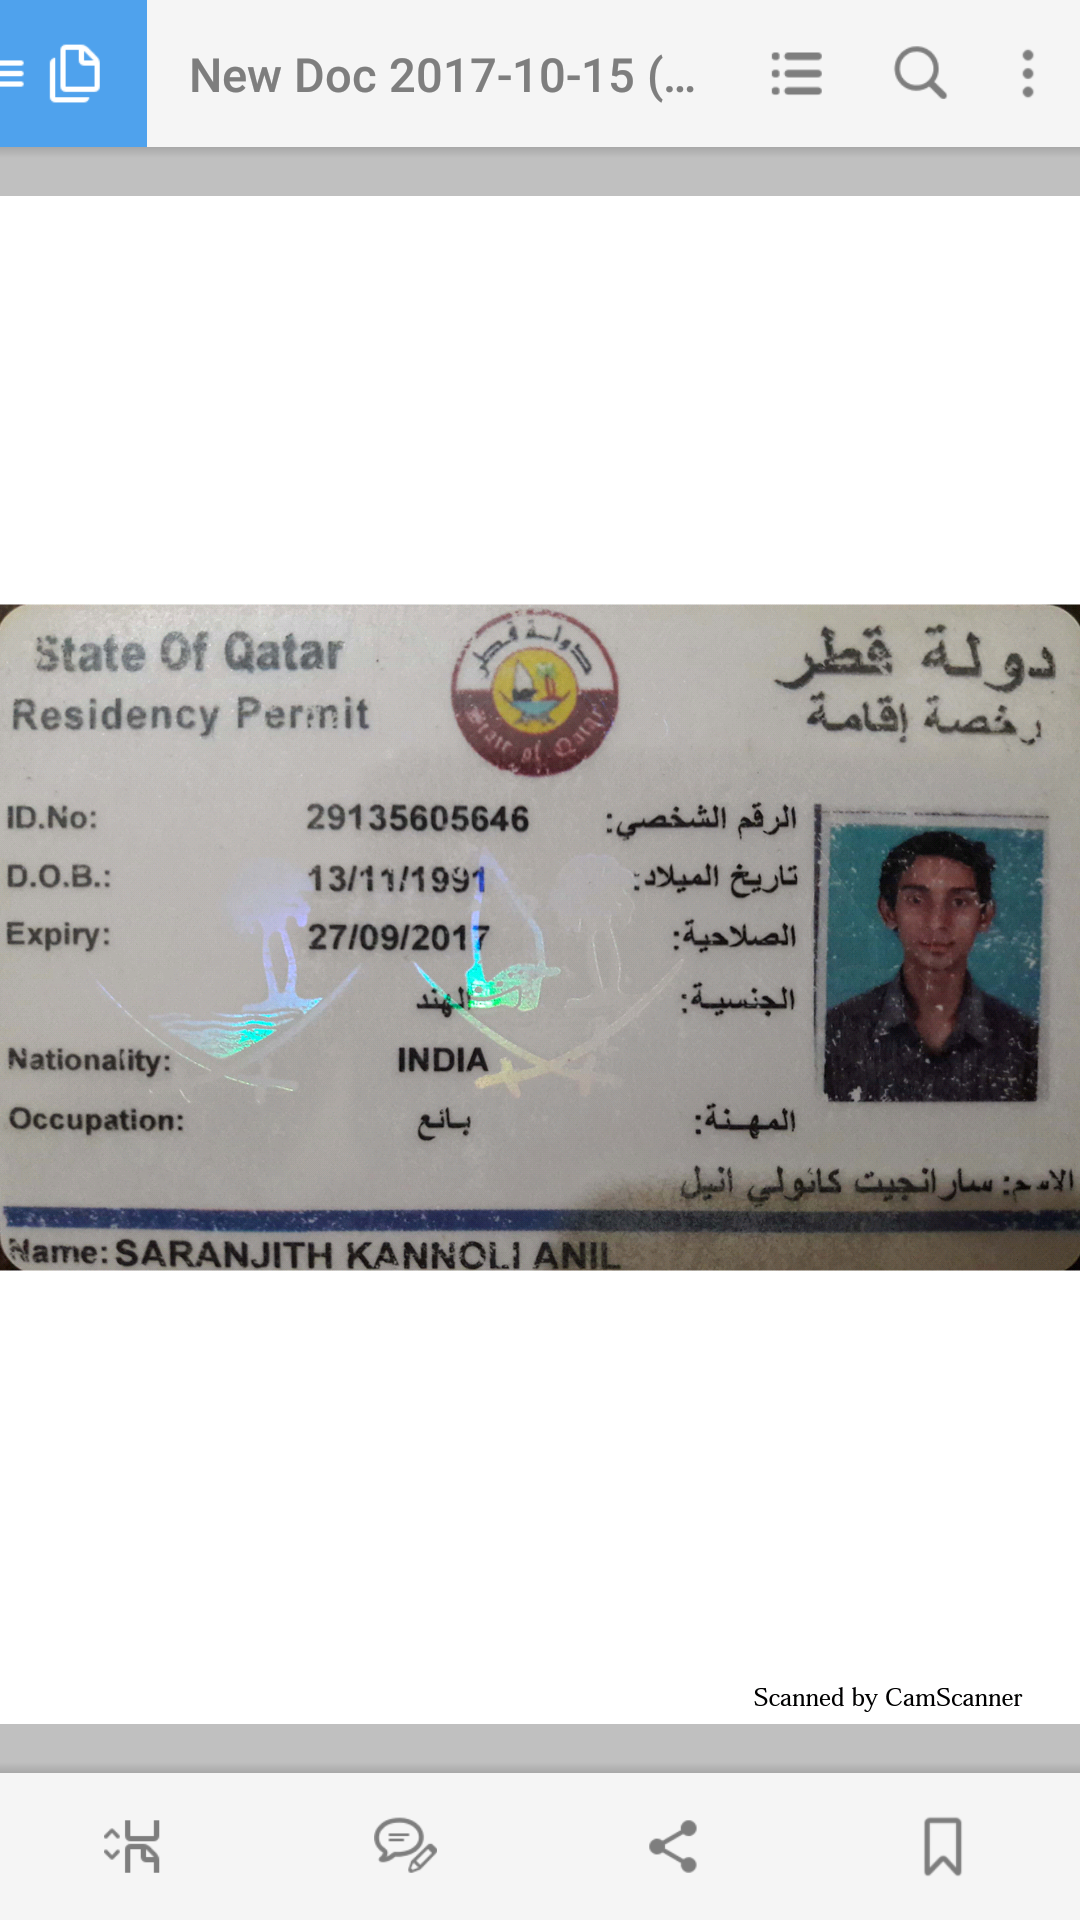 New Doc 2017-10-15 (...
State Of Qatar
دولة قطر
Residency Permit
رخصة إقامة
دولة قطر
State of Qatar
ID.No: 29135605646 الرقم الشخصي:
D.O.B.: 13/11/1991 تاريخ الميلاد:
Expiry: 27/09/2017 الصلاحية:
الهند الجنسية:
Nationality: INDIA
Occupation: بائع المهنة:
الاسم: سارانجيت كانولي انيل
Name: SARANJITH KANNOLI ANIL
Scanned by CamScanner